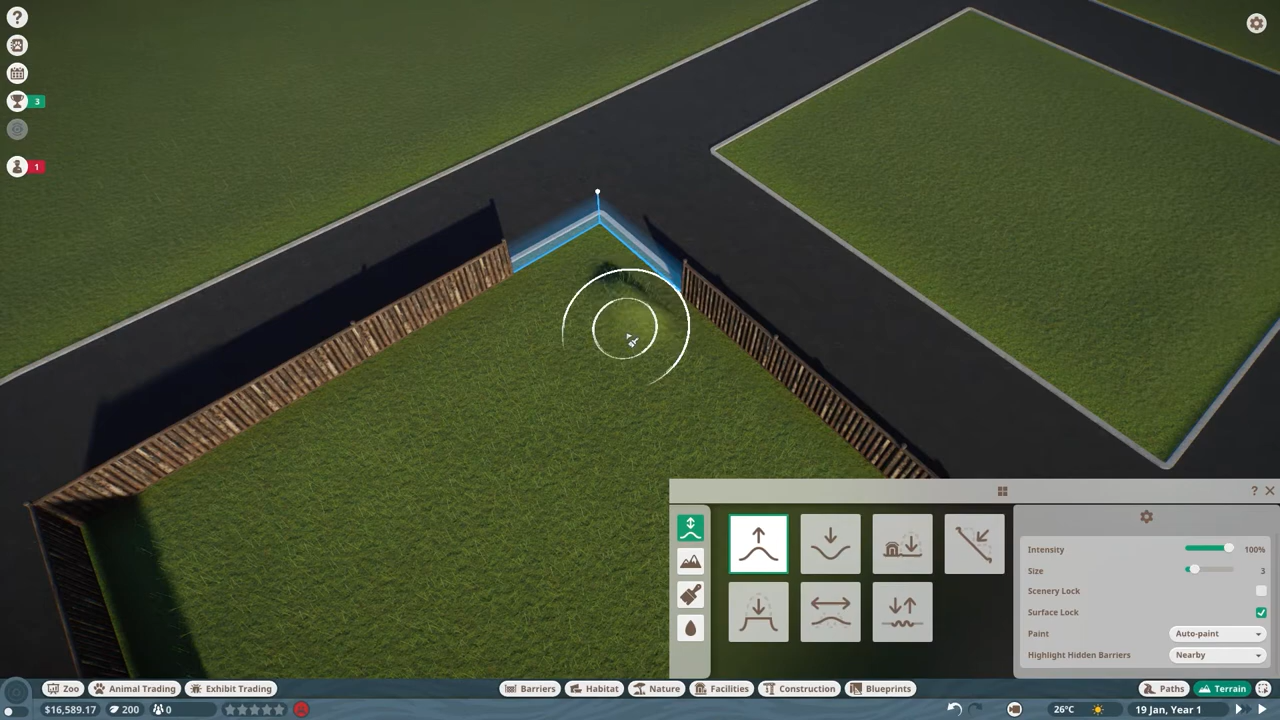 ?
3
1
?
Intensity 100%
Size 3
Scenery Lock
Surface Lock
Paint Auto-paint
Highlight Hidden Barriers Nearby
Zoo Animal Trading Exhibit Trading Barriers Habitat Nature Facilities Construction Blueprints Paths Terrain
$16,589.17 200 0 26°C 19 Jan, Year 1